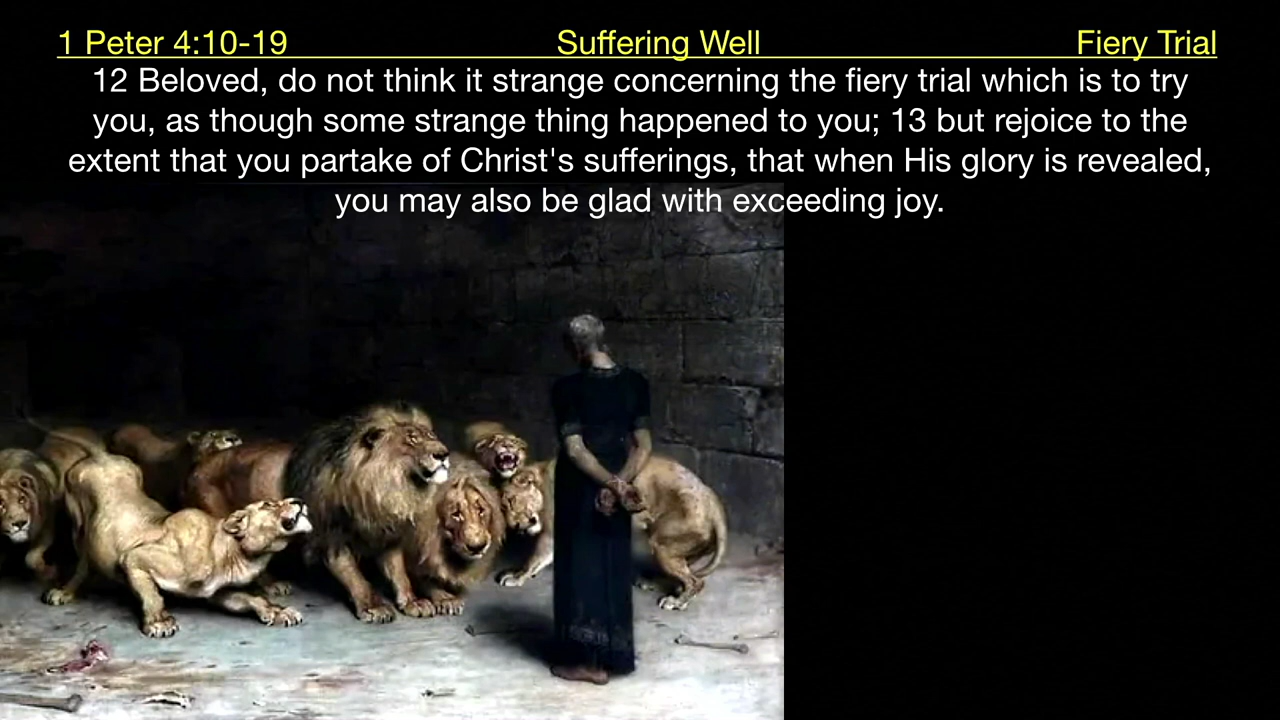 1 Peter 4:10-19 Suffering Well Fiery Trial
12 Beloved, do not think it strange concerning the fiery trial which is to try
you, as though some strange thing happened to you; 13 but rejoice to the
extent that you partake of Christ's sufferings, that when His glory is revealed,
you may also be glad with exceeding joy.